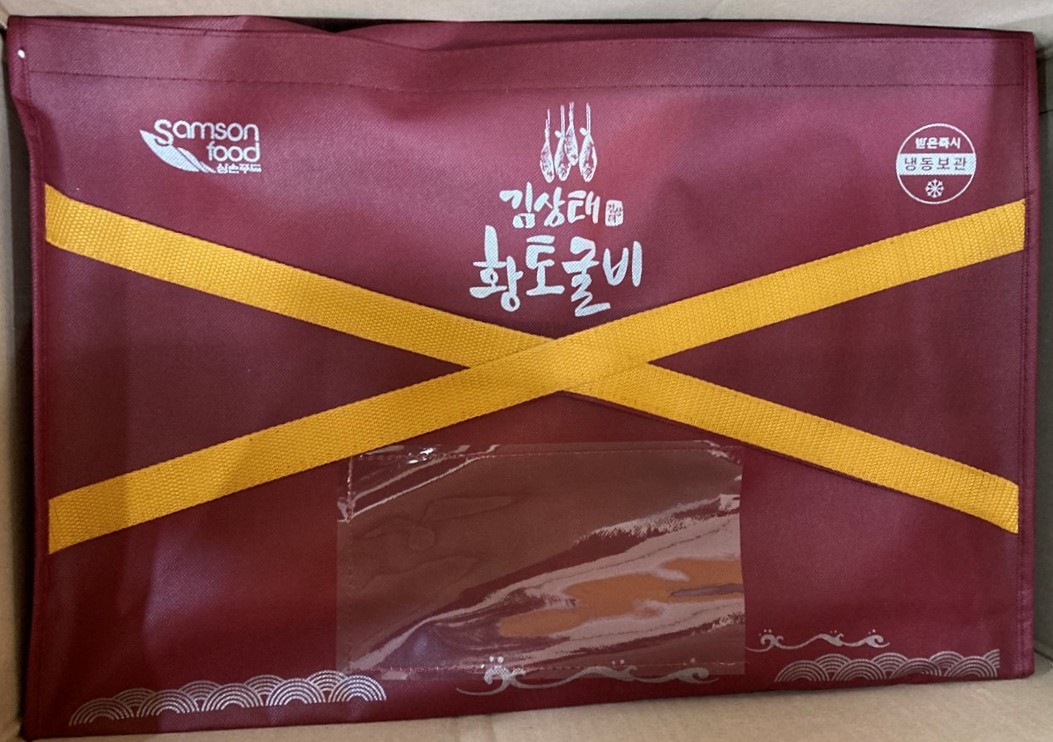 Samson
food
삼손푸드
김상태
황토굴비
받은즉시
냉동보관